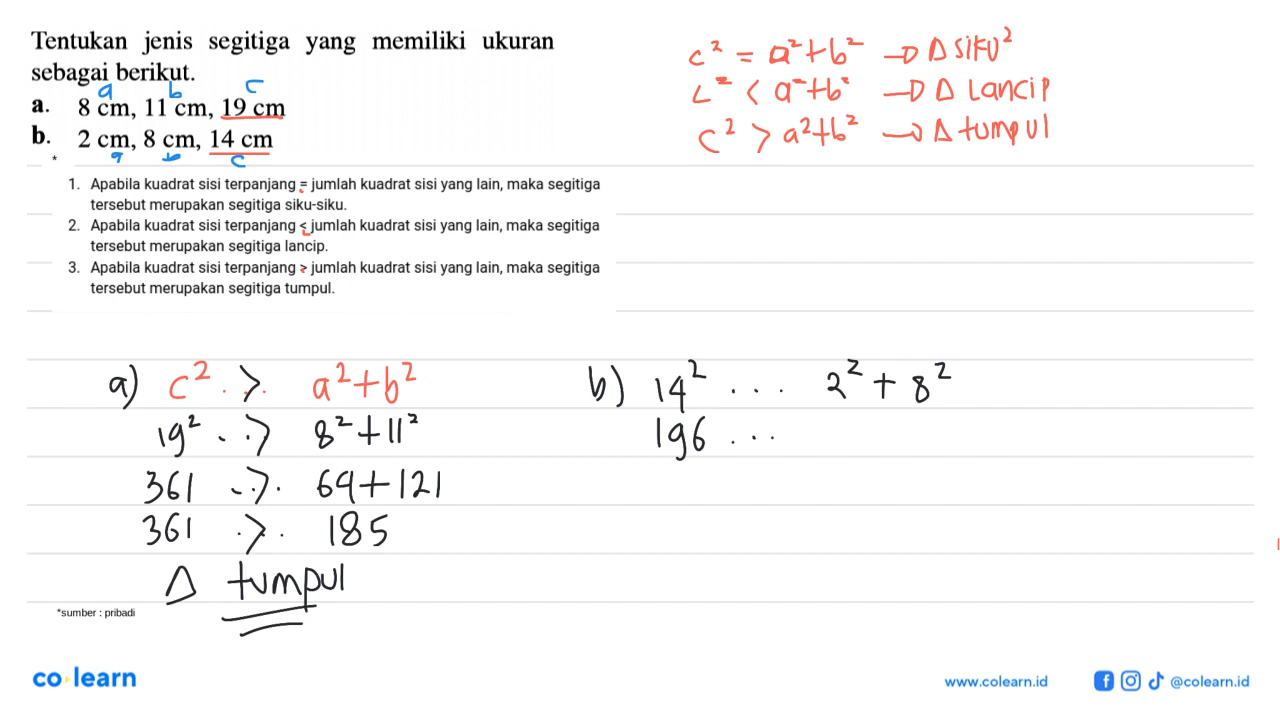 Tentukan jenis segitiga yang memiliki ukuran
sebagai berikut.
a b c
a. 8 cm, 11 cm, 19 cm
b. 2 cm, 8 cm, 14 cm
a b c
c² = a²+b² → Δ siku²
c² < a²+b² → Δ Lancip
c² > a²+b² → Δ tumpul
*
1. Apabila kuadrat sisi terpanjang = jumlah kuadrat sisi yang lain, maka segitiga
tersebut merupakan segitiga siku-siku.
2. Apabila kuadrat sisi terpanjang < jumlah kuadrat sisi yang lain, maka segitiga
tersebut merupakan segitiga lancip.
3. Apabila kuadrat sisi terpanjang > jumlah kuadrat sisi yang lain, maka segitiga
tersebut merupakan segitiga tumpul.
a) c² .>. a²+b²
19² ..> 8²+11²
361 ..>. 64+121
361 .>. 185
Δ tumpul
b) 14² ... 2² + 8²
196 ...
*sumber : pribadi
co·learn
www.colearn.id
@colearn.id